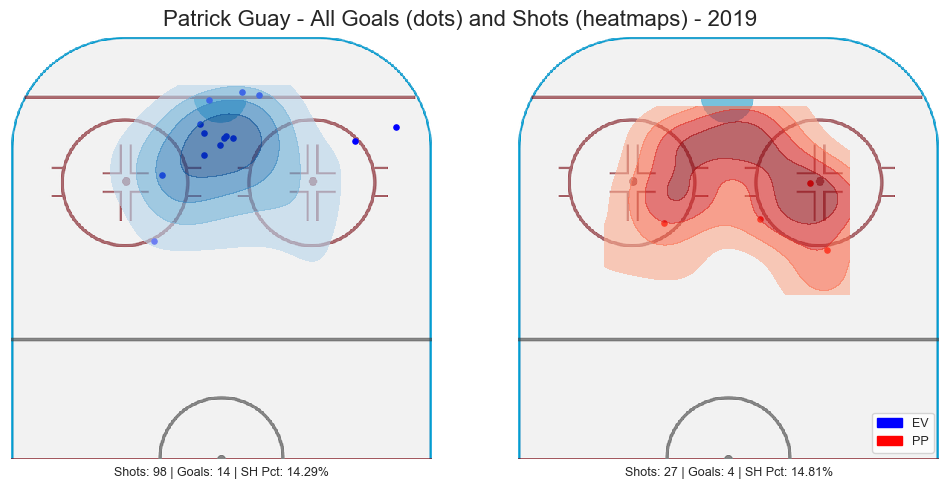 Patrick Guay - All Goals (dots) and Shots (heatmaps) - 2019
EV
PP
Shots: 98 | Goals: 14 | SH Pct: 14.29%
Shots: 27 | Goals: 4 | SH Pct: 14.81%